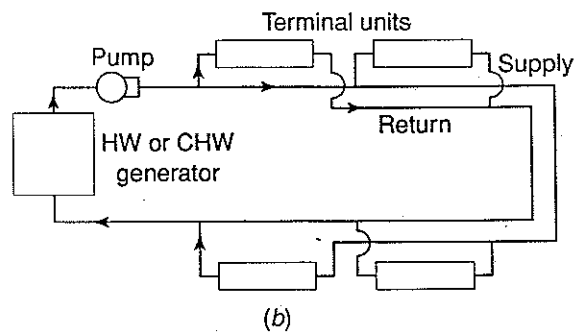 Terminal units
Pump
Supply
Return
HW or CHW
generator
(b)